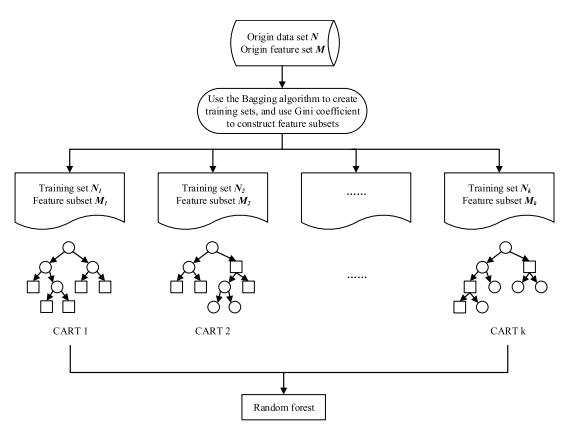 Origin data set N
Origin feature set M
Use the Bagging algorithm to create
training sets, and use Gini coefficient
to construct feature subsets
Training set N1
Feature subset M1
Training set N2
Feature subset M2
......
Training set Nk
Feature subset Mk
......
CART 1
CART 2
CART k
Random forest